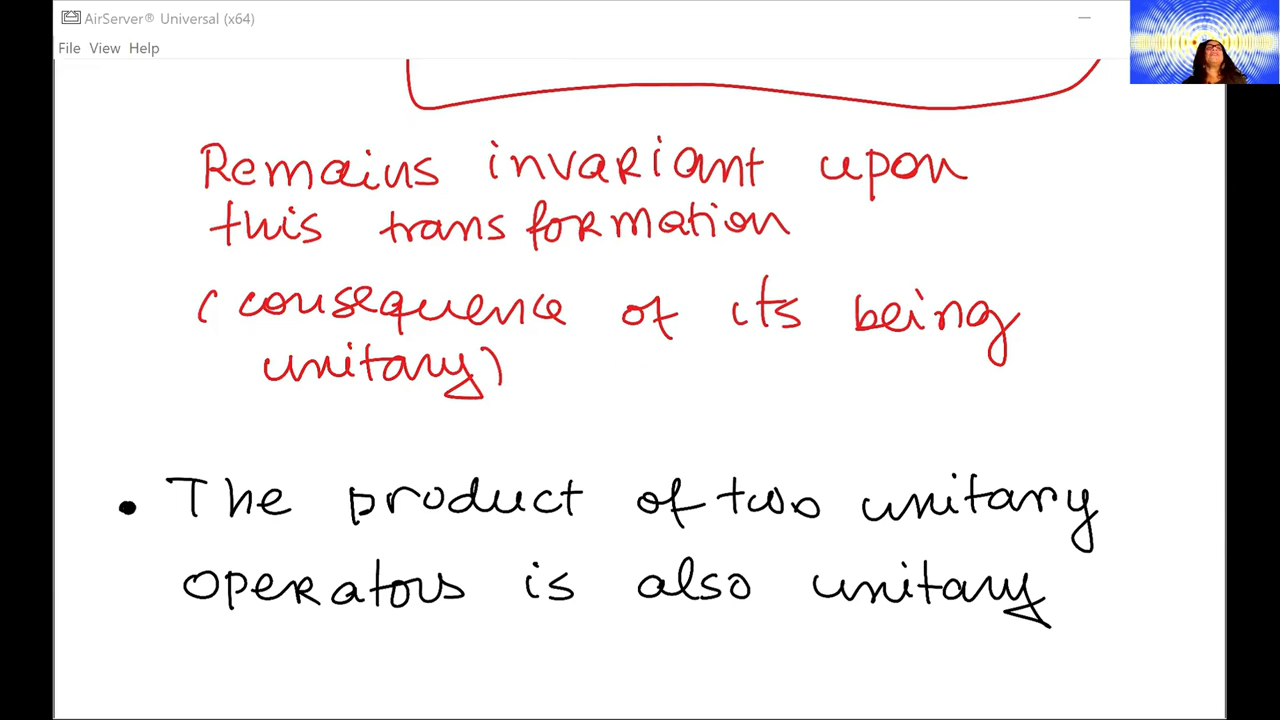 AirServer® Universal (x64)
File View Help
Remains invariant upon
this transformation
(consequence of its being
unitary)
• The product of two unitary
operators is also unitary